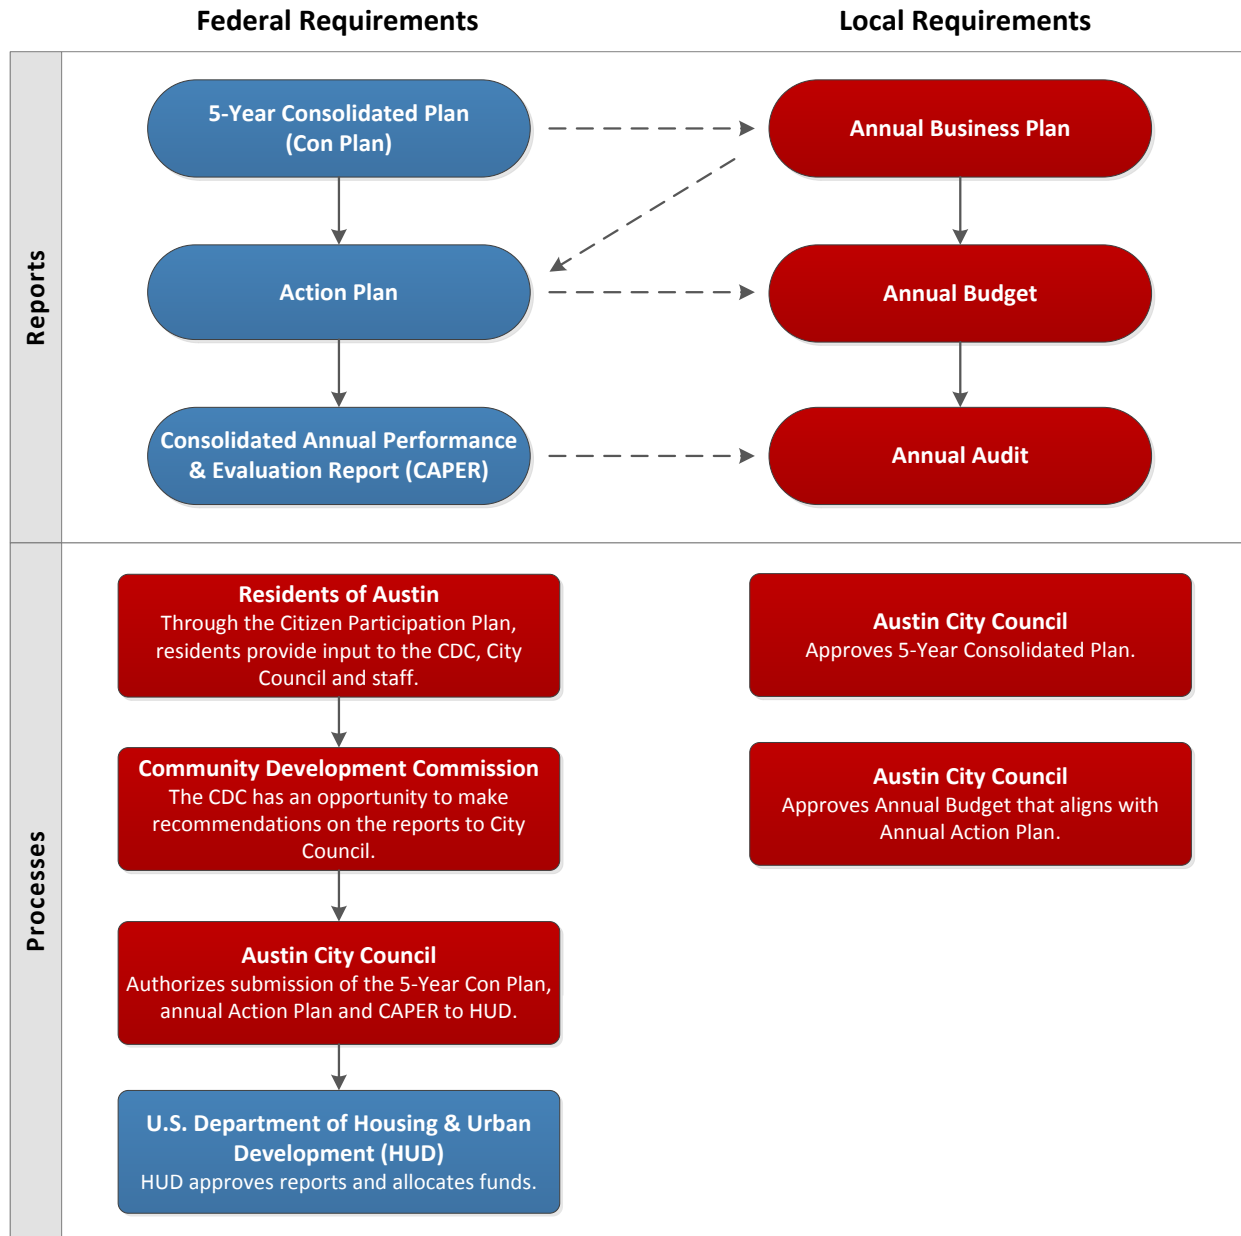 Federal Requirements
Local Requirements
Reports
5-Year Consolidated Plan
(Con Plan)
Annual Business Plan
Action Plan
Annual Budget
Consolidated Annual Performance
& Evaluation Report (CAPER)
Annual Audit
Processes
Residents of Austin
Through the Citizen Participation Plan,
residents provide input to the CDC, City
Council and staff.
Austin City Council
Approves 5-Year Consolidated Plan.
Community Development Commission
The CDC has an opportunity to make
recommendations on the reports to City
Council.
Austin City Council
Approves Annual Budget that aligns with
Annual Action Plan.
Austin City Council
Authorizes submission of the 5-Year Con Plan,
annual Action Plan and CAPER to HUD.
U.S. Department of Housing & Urban
Development (HUD)
HUD approves reports and allocates funds.